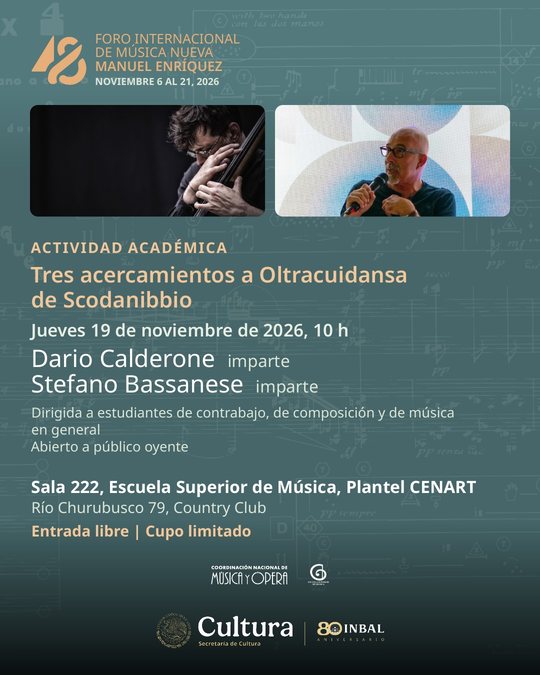 48
FORO INTERNACIONAL
DE MÚSICA NUEVA
MANUEL ENRÍQUEZ
NOVIEMBRE 6 AL 21, 2026
ACTIVIDAD ACADÉMICA
Tres acercamientos a Oltracuidansa
de Scodanibbio
Jueves 19 de noviembre de 2026, 10 h
Dario Calderone imparte
Stefano Bassanese imparte
Dirigida a estudiantes de contrabajo, de composición y de música
en general
Abierto a público oyente
Sala 222, Escuela Superior de Música, Plantel CENART
Río Churubusco 79, Country Club
Entrada libre | Cupo limitado
COORDINACIÓN NACIONAL DE
MÚSICA Y OPERA
Cultura
Secretaría de Cultura
80 INBAL
ANIVERSARIO